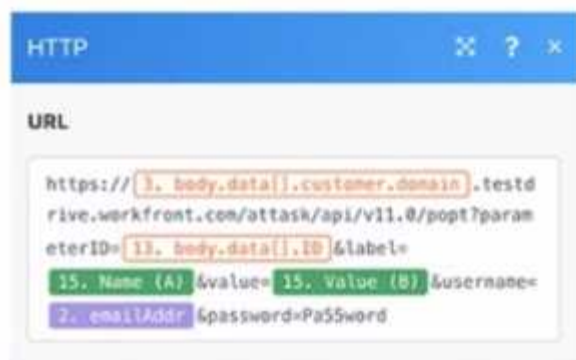 HTTP
?
URL
https://3. body.data[].customer.domain.testd
rive.workfront.com/attask/api/v11.0/popt?param
eterID=13. body.data[].ID&label=
15. Name (A)&value=15. Value (B)&username=
2. emailAddr&password=Pa55word